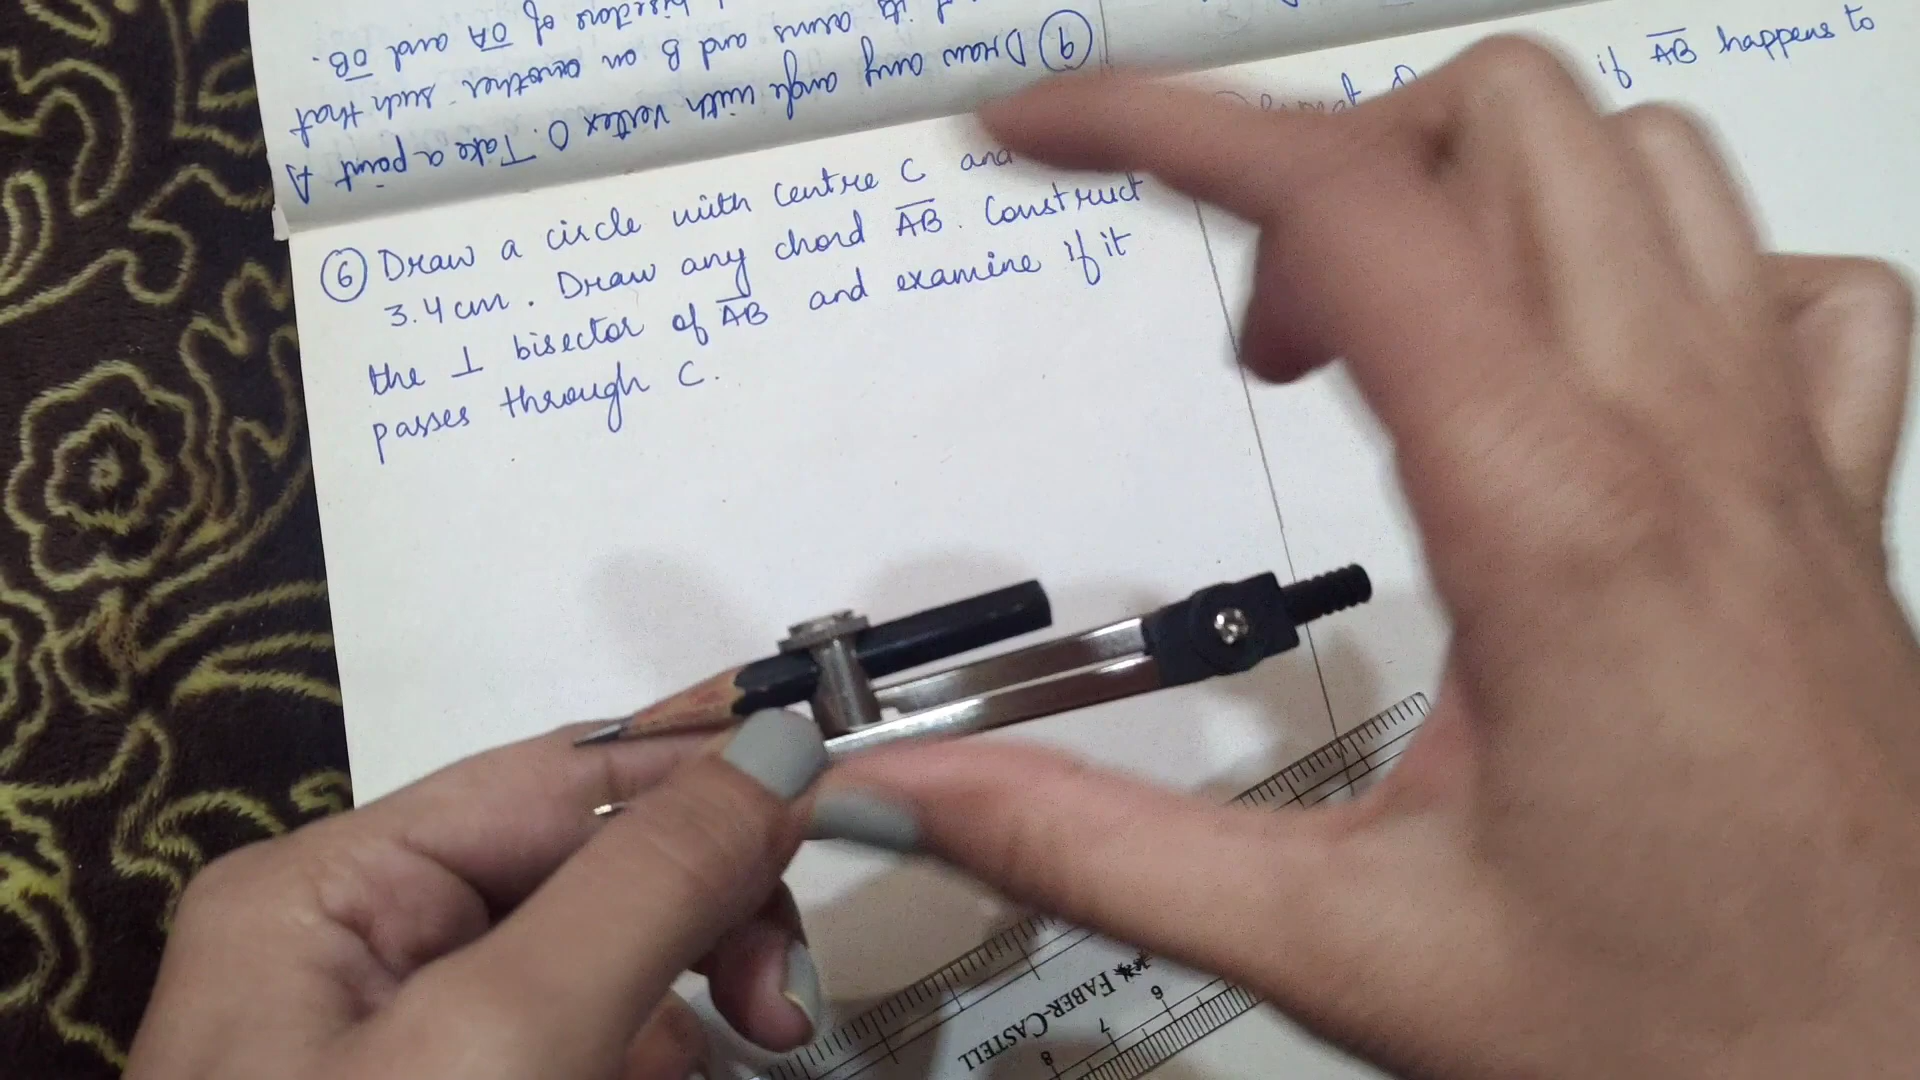 ⑥ Draw a circle with centre C and
3.4 cm. Draw any chord AB. Construct
the ⊥ bisector of AB and examine if it
passes through C.
if AB happens to
⑨ Draw any angle with vertex O. Take a point A
its arms and B on another such that
bisectors of OA and OB.
FABER-CASTELL
6 7 8